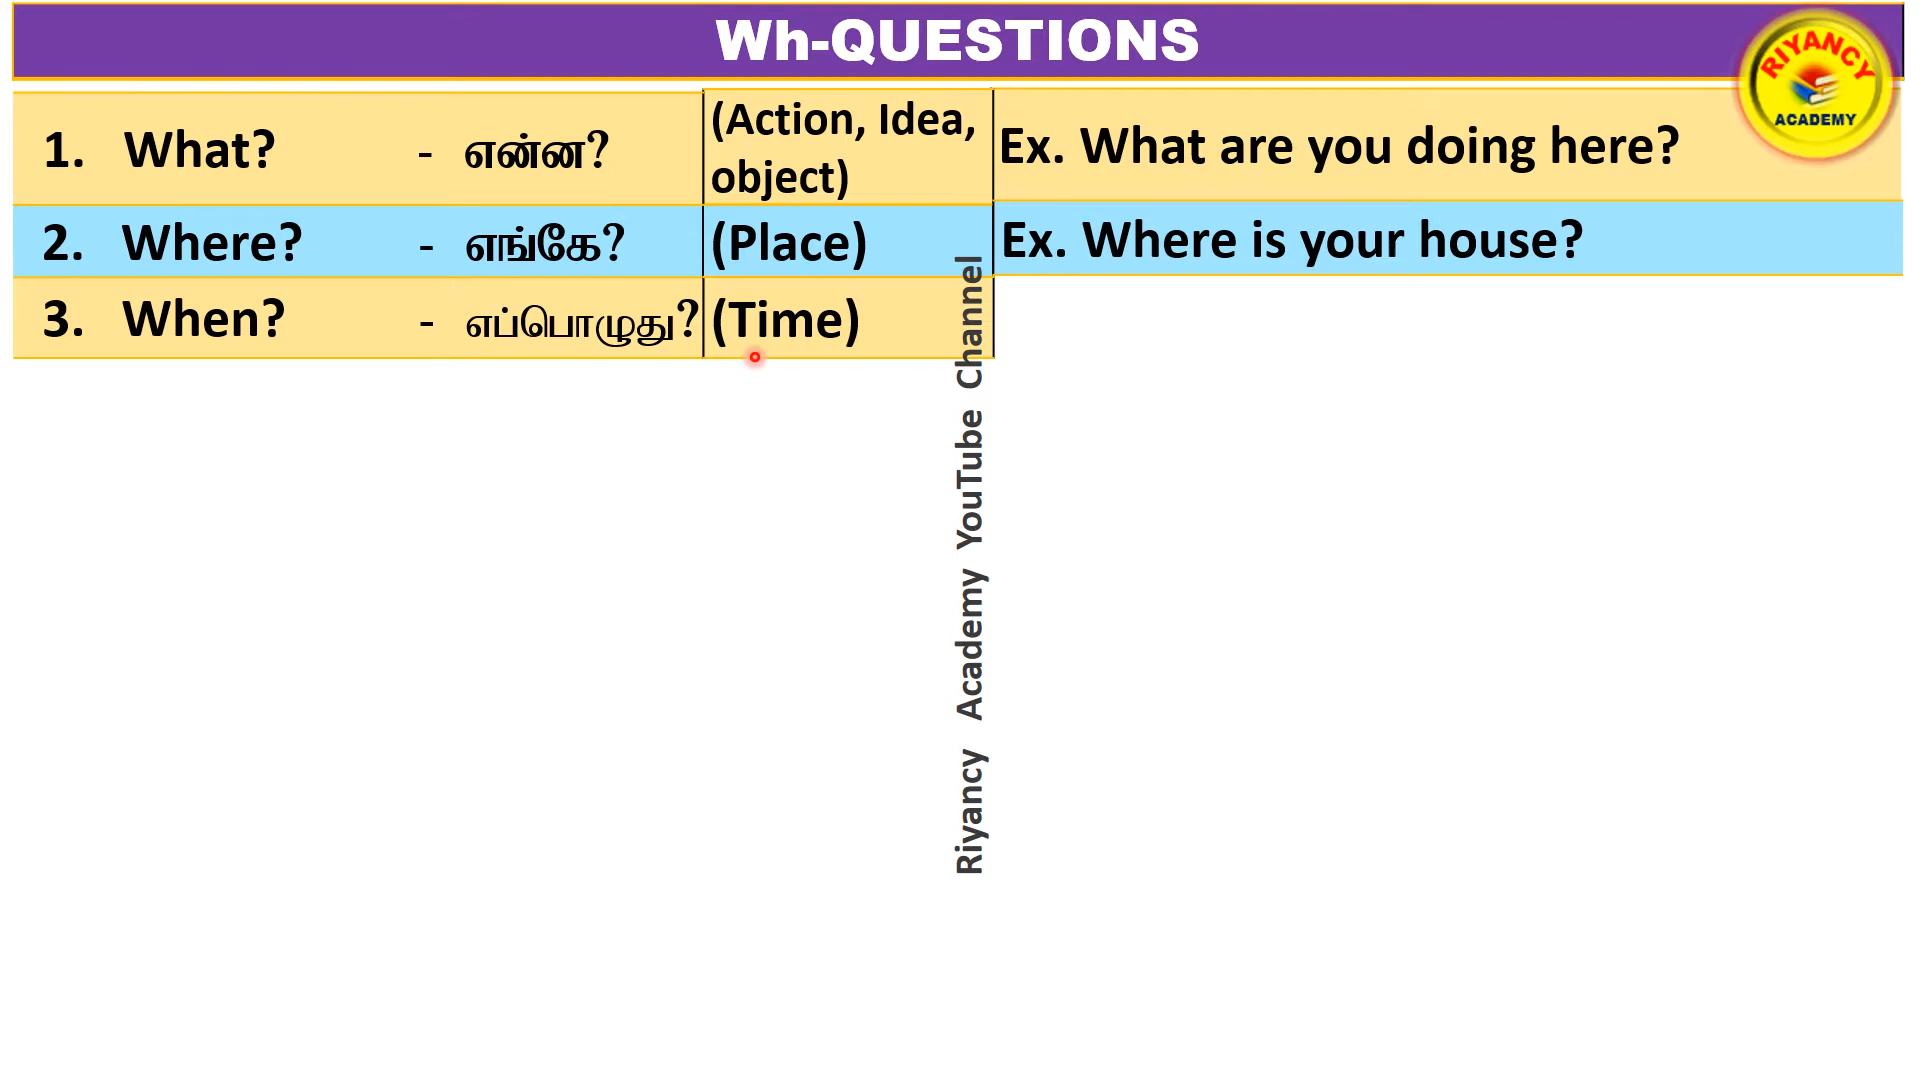 Wh-QUESTIONS
RIYANCY
ACADEMY
1. What? - என்ன? (Action, Idea, object) Ex. What are you doing here?
2. Where? - எங்கே? (Place) Ex. Where is your house?
3. When? - எப்பொழுது? (Time)
Riyancy Academy YouTube Channel